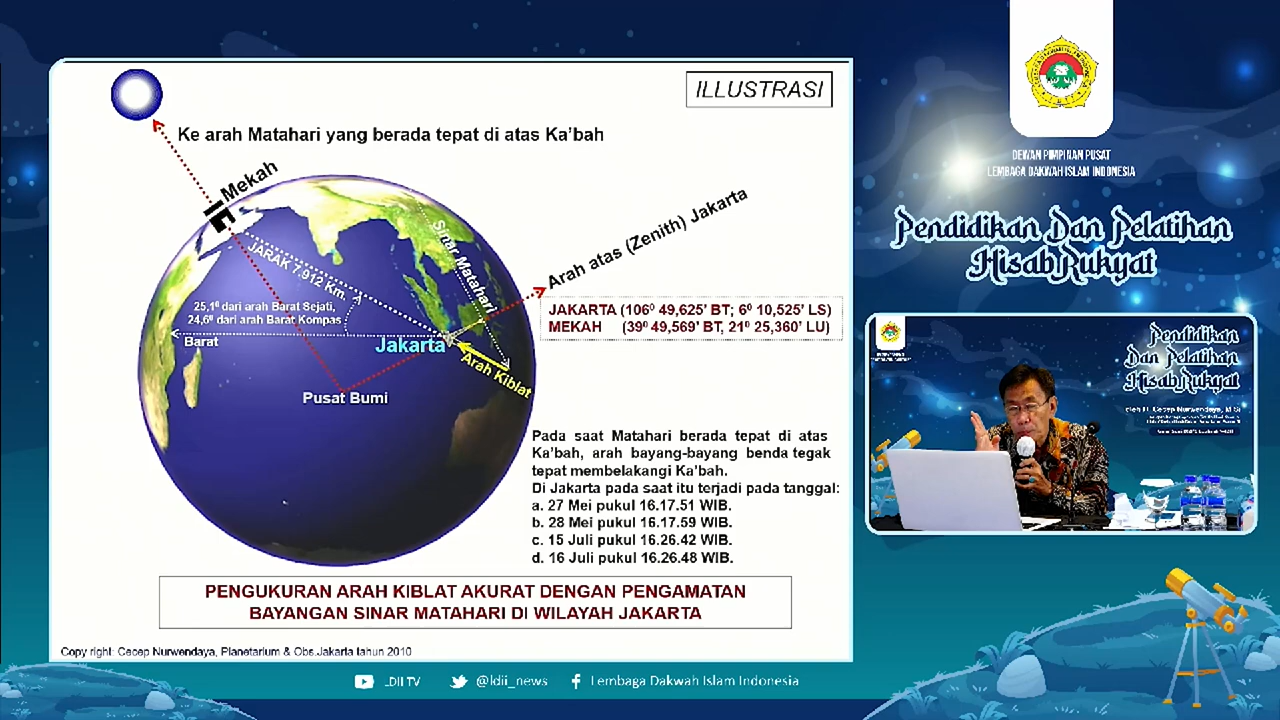 ILLUSTRASI
Ke arah Matahari yang berada tepat di atas Ka'bah
Mekah
Arah atas (Zenith) Jakarta
Sinar Matahari
JARAK 7.912 Km.
25,1⁰ dari arah Barat Sejati,
24,6⁰ dari arah Barat Kompas
Barat
Jakarta
Arah Kiblat
Pusat Bumi
JAKARTA (106⁰ 49,625' BT; 6⁰ 10,525' LS)
MEKAH (39⁰ 49,569' BT, 21⁰ 25,360' LU)
Pada saat Matahari berada tepat di atas
Ka'bah, arah bayang-bayang benda tegak
tepat membelakangi Ka'bah.
Di Jakarta pada saat itu terjadi pada tanggal:
a. 27 Mei pukul 16.17.51 WIB.
b. 28 Mei pukul 16.17.59 WIB.
c. 15 Juli pukul 16.26.42 WIB.
d. 16 Juli pukul 16.26.48 WIB.
PENGUKURAN ARAH KIBLAT AKURAT DENGAN PENGAMATAN
BAYANGAN SINAR MATAHARI DI WILAYAH JAKARTA
Copy right: Cecep Nurwendaya, Planetarium & Obs.Jakarta tahun 2010
DEWAN PIMPINAN PUSAT
LEMBAGA DAKWAH ISLAM INDONESIA
Pendidikan Dan Pelatihan
HisabRukyat
Pendidikan
Dan Pelatihan
HisabRukyat
oleh H. Cecep Nurwendaya, M.Si
LDII TV
@ldii_news
Lembaga Dakwah Islam Indonesia